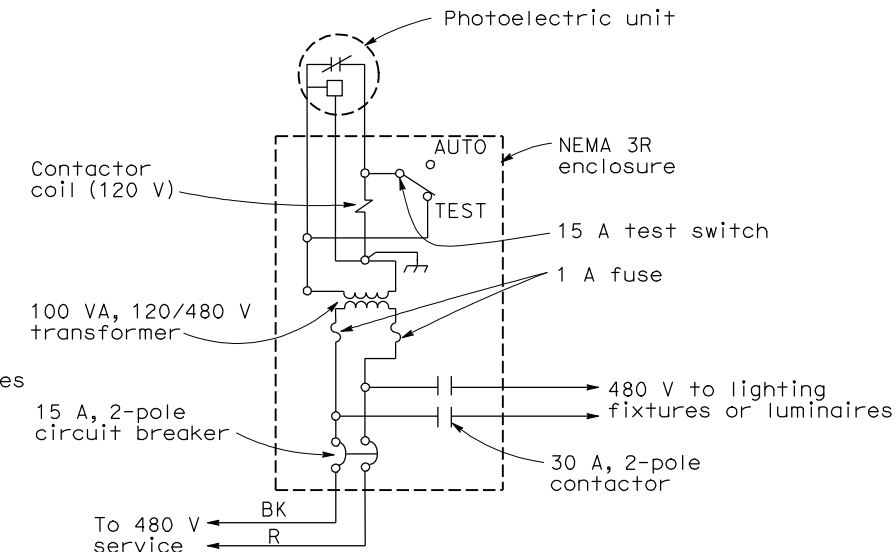 Photoelectric unit
AUTO
NEMA 3R
enclosure
Contactor
coil (120 V)
TEST
15 A test switch
1 A fuse
100 VA, 120/480 V
transformer
es
480 V to lighting
fixtures or luminaires
15 A, 2-pole
circuit breaker
30 A, 2-pole
contactor
BK
To 480 V
service
R